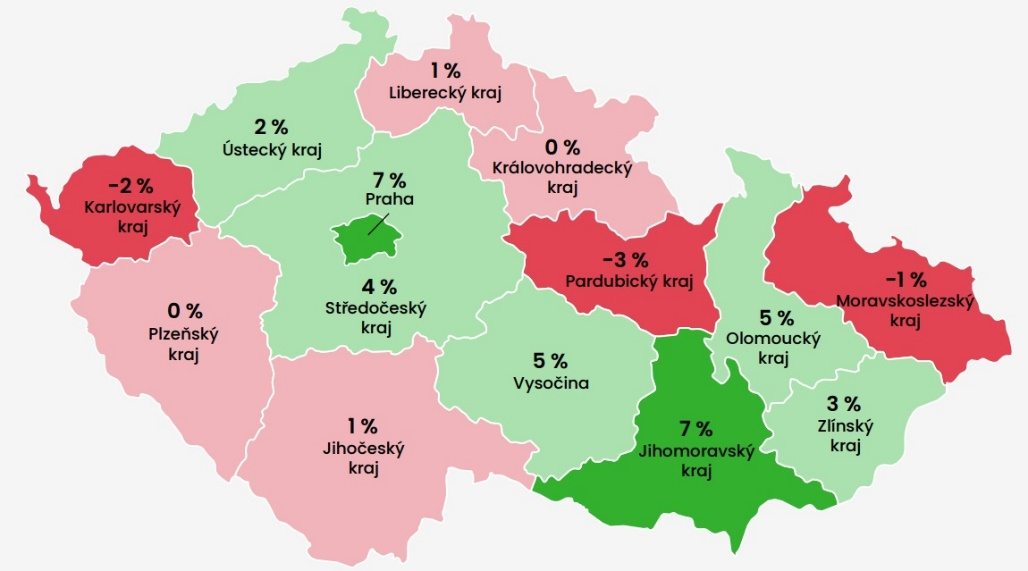 1 %
Liberecký kraj
2 %
Ústecký kraj
0 %
Královohradecký
kraj
-2 %
Karlovarský
kraj
7 %
Praha
-3 %
Pardubický kraj
-1 %
Moravskoslezský
kraj
4 %
Středočeský
kraj
0 %
Plzeňský
kraj
5 %
Olomoucký
kraj
5 %
Vysočina
3 %
Zlínský
kraj
1 %
Jihočeský
kraj
7 %
Jihomoravský
kraj